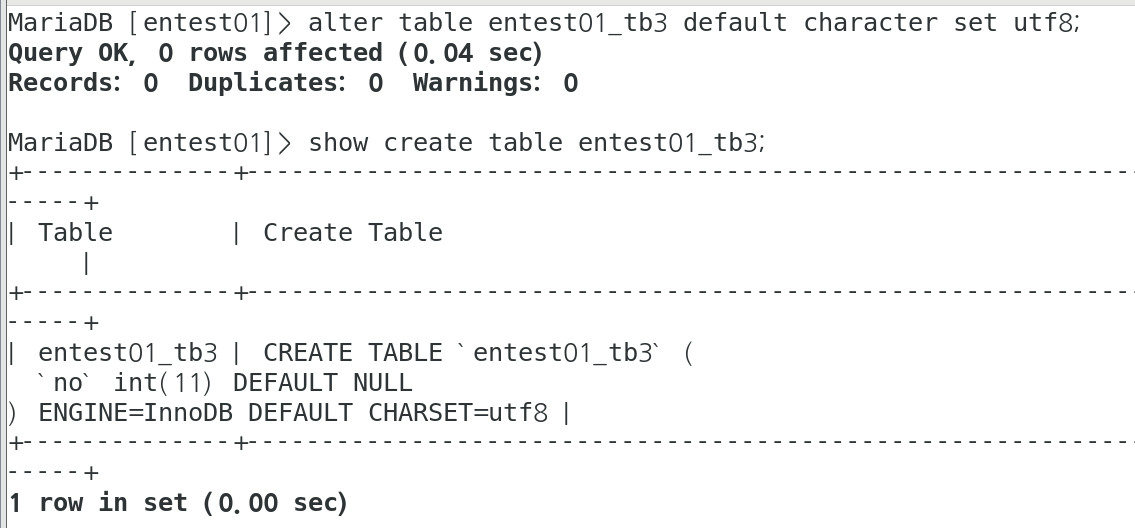 MariaDB [entest01]> alter table entest01_tb3 default character set utf8;
Query OK, 0 rows affected (0.04 sec)
Records: 0  Duplicates: 0  Warnings: 0
MariaDB [entest01]> show create table entest01_tb3;
+--------------+------------------------------------------------------------
-----+
| Table        | Create Table
     |
+--------------+------------------------------------------------------------
-----+
| entest01_tb3 | CREATE TABLE `entest01_tb3` (
  `no` int(11) DEFAULT NULL
) ENGINE=InnoDB DEFAULT CHARSET=utf8 |
+--------------+------------------------------------------------------------
-----+
1 row in set (0.00 sec)